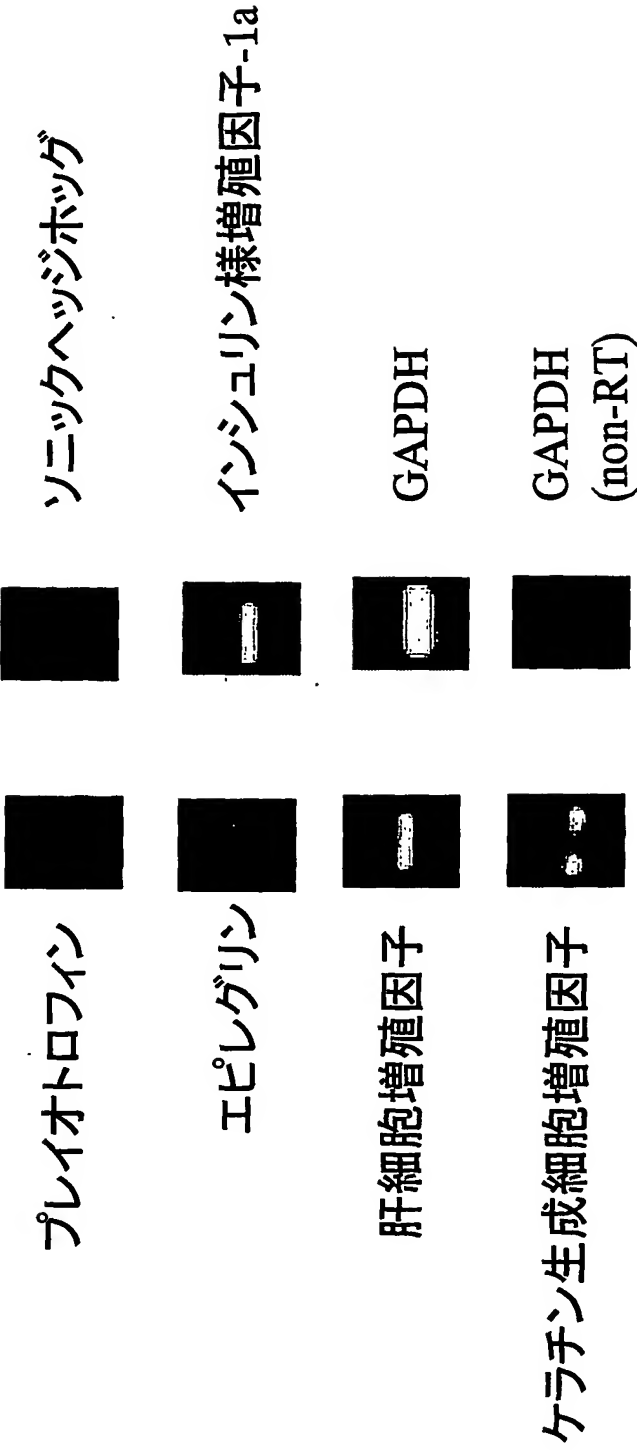 プレイオトロフィン
エピレグリン
肝細胞増殖因子
ケラチン生成細胞増殖因子
ソニックヘッジホッグ
インシュリン様増殖因子-1a
GAPDH
GAPDH
(non-RT)